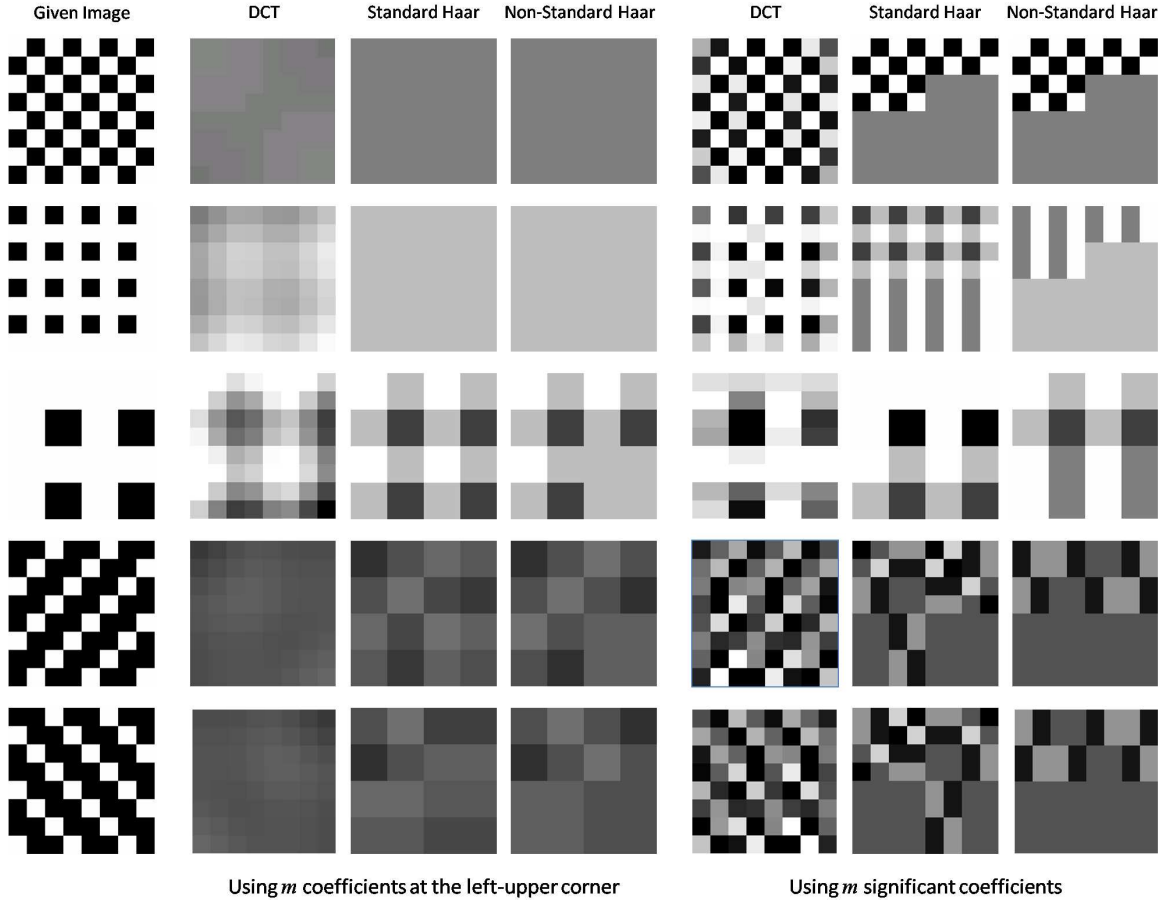 Given Image DCT Standard Haar Non-Standard Haar DCT Standard Haar Non-Standard Haar
Using m coefficients at the left-upper corner Using m significant coefficients